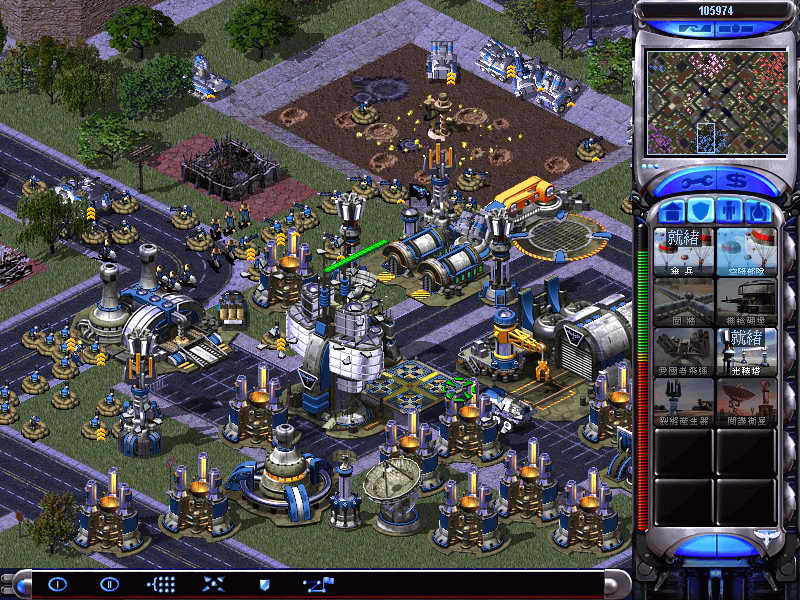 105974
就緒
傘兵
空降部隊
圍牆
機槍碉堡
愛國者飛彈
就緒
光稜塔
裂縫產生器
間諜衛星